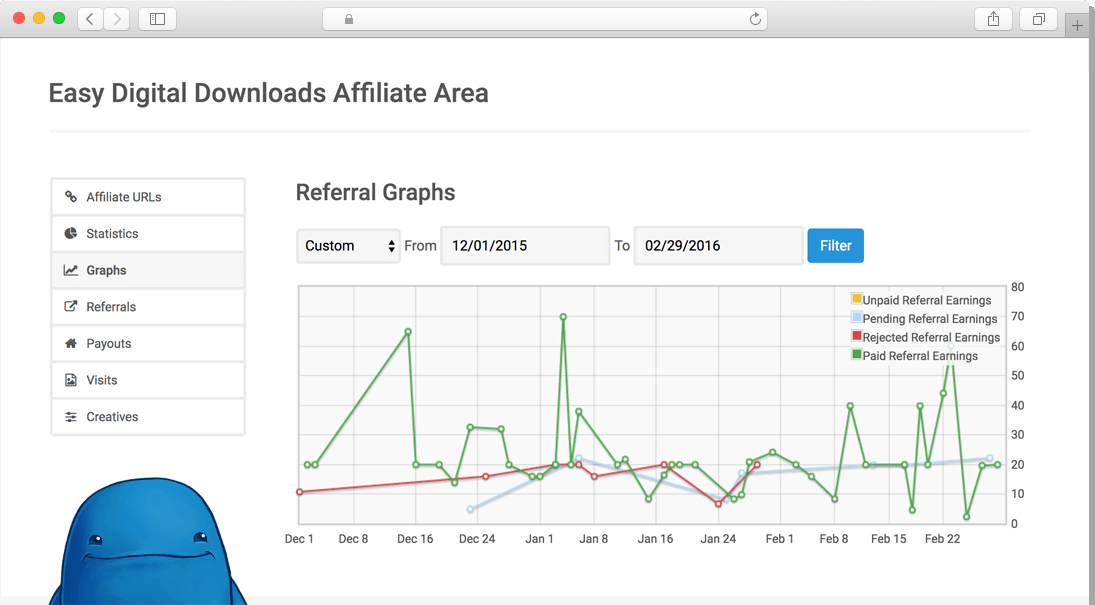 Easy Digital Downloads Affiliate Area
Affiliate URLs
Statistics
Graphs
Referrals
Payouts
Visits
Creatives
Referral Graphs
Custom From 12/01/2015 To 02/29/2016 Filter
Unpaid Referral Earnings
Pending Referral Earnings
Rejected Referral Earnings
Paid Referral Earnings
80
70
60
50
40
30
20
10
0
Dec 1 Dec 8 Dec 16 Dec 24 Jan 1 Jan 8 Jan 16 Jan 24 Feb 1 Feb 8 Feb 15 Feb 22